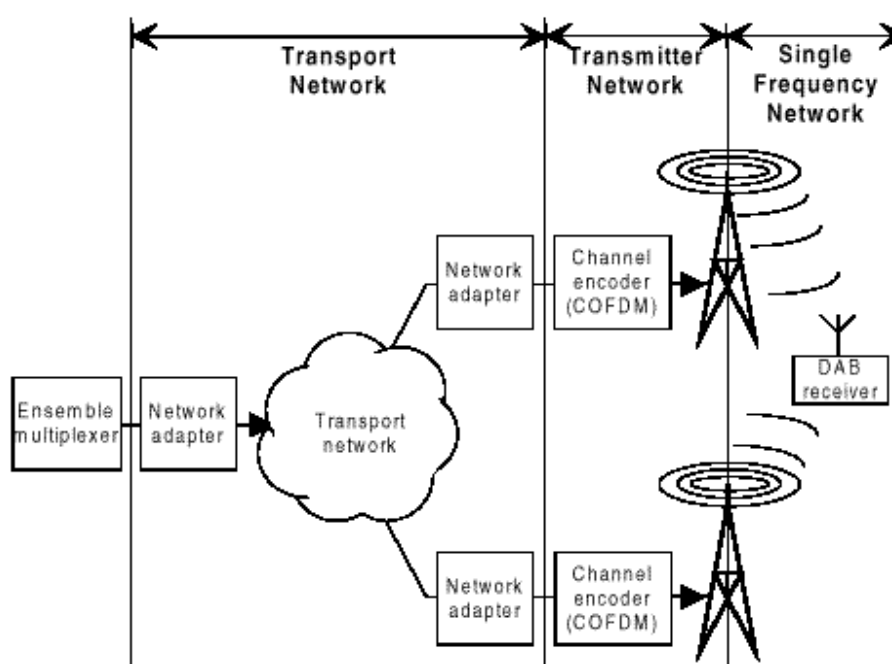 Transport
Network
Transmitter
Network
Single
Frequency
Network
Network
adapter
Channel
encoder
(COFDM)
DAB
receiver
Ensemble
multiplexer
Network
adapter
Transport
network
Network
adapter
Channel
encoder
(COFDM)